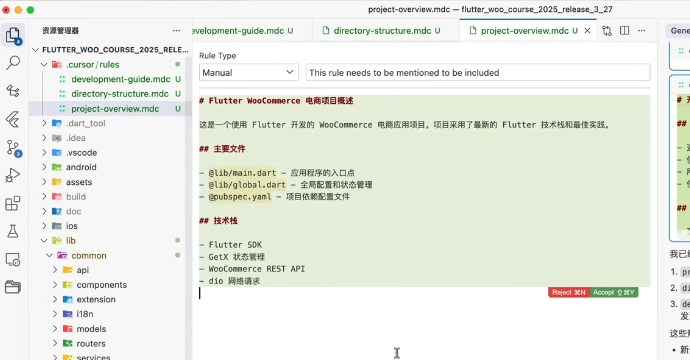 project-overview.mdc — flutter_woo_course_2025_release_3_27
资源管理器
evelopment-guide.mdc U
directory-structure.mdc U
project-overview.mdc U
Gene
FLUTTER_WOO_COURSE_2025_RELE...
.cursor/rules
development-guide.mdc U
directory-structure.mdc U
project-overview.mdc U
.dart_tool
.idea
.vscode
android
assets
build
doc
ios
lib
common
api
components
extension
i18n
models
routers
services
Rule Type
Manual
This rule needs to be mentioned to be included
# Flutter WooCommerce 电商项目概述
这是一个使用 Flutter 开发的 WooCommerce 电商应用项目。项目采用了最新的 Flutter 技术栈和最佳实践。
## 主要文件
- @lib/main.dart - 应用程序的入口点
- @lib/global.dart - 全局配置和状态管理
- @pubspec.yaml - 项目依赖配置文件
## 技术栈
- Flutter SDK
- GetX 状态管理
- WooCommerce REST API
- dio 网络请求
Reject ⌘N Accept ⇧⌘Y
##
##
我已经
1. pr
2. di
3. de
发
这些规
• 新